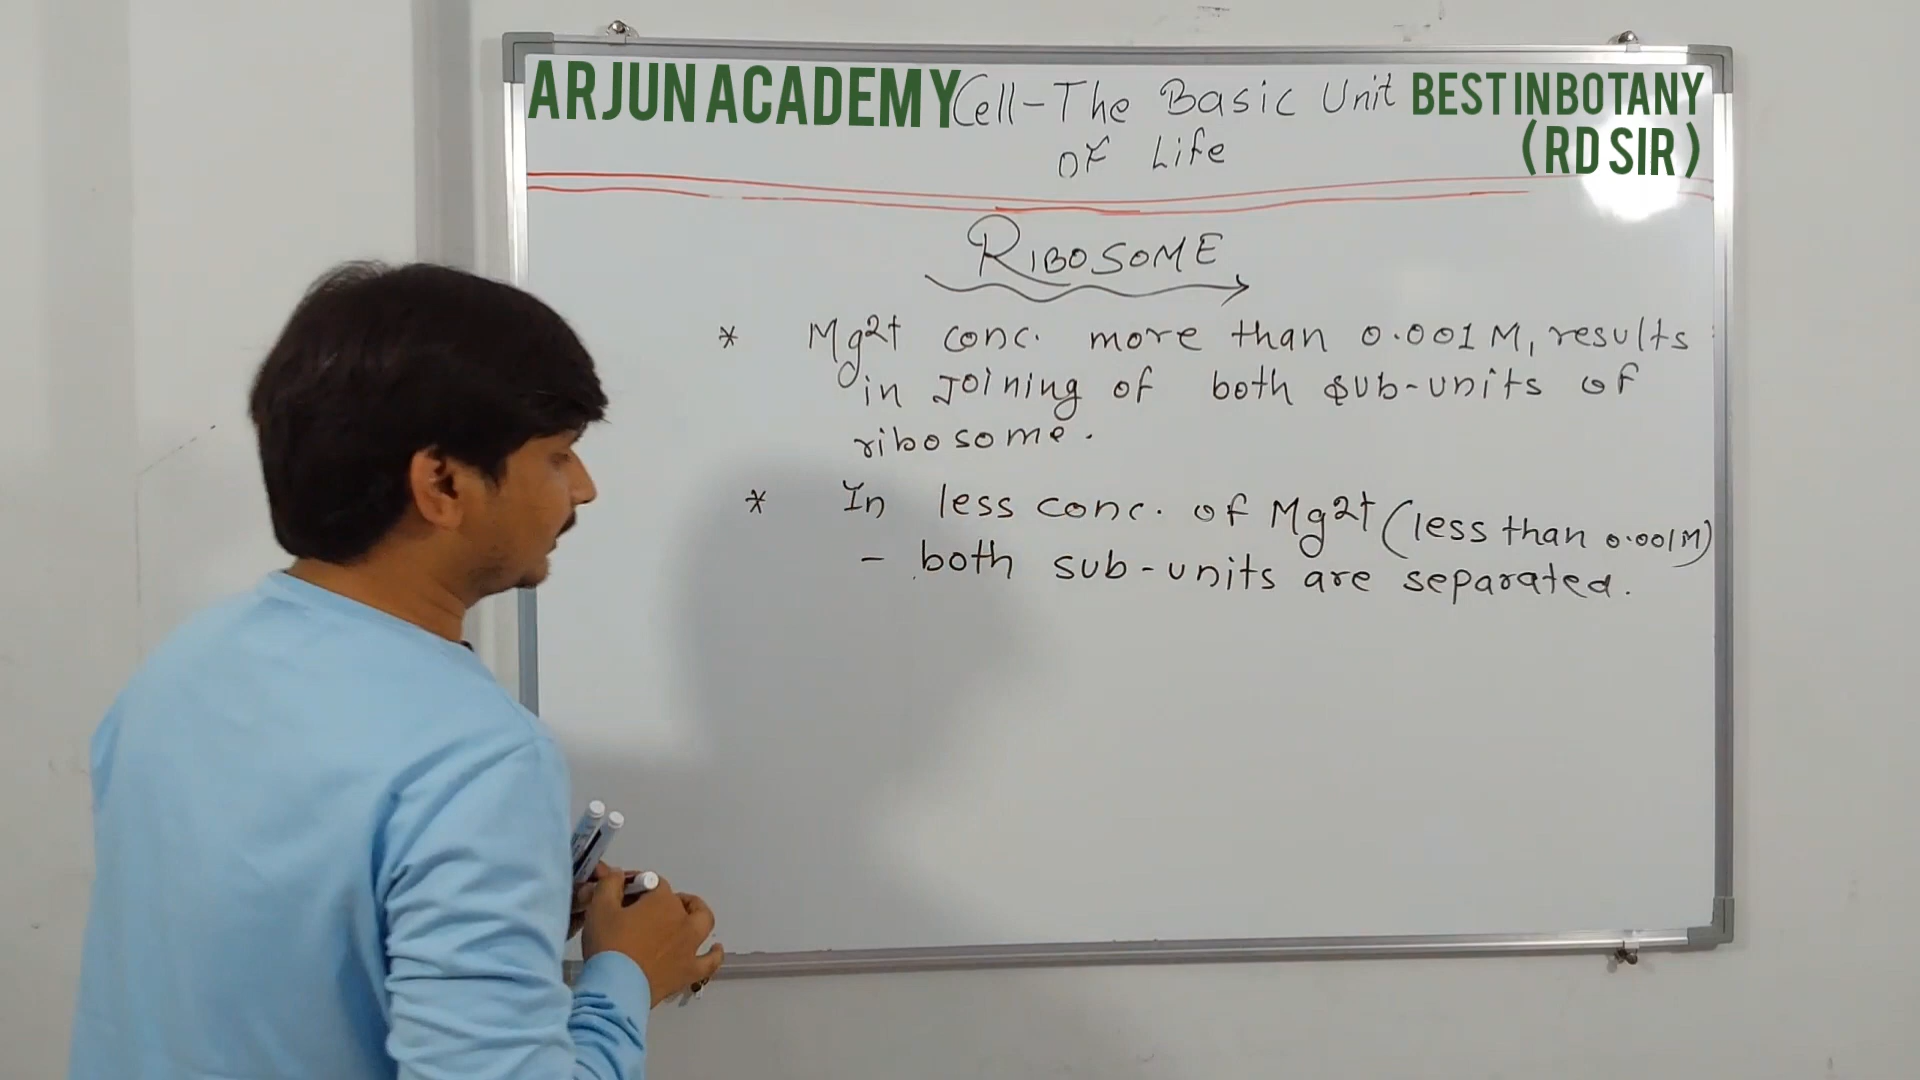 ARJUN ACADEMY Cell-The Basic Unit BEST IN BOTANY
of Life (RD SIR)
RIBOSOME
* Mg2+ conc. more than 0.001M, results
in Joining of both sub-units of
ribosome.
* In less conc. of Mg2+ (less than 0.001M)
- both sub-units are separated.